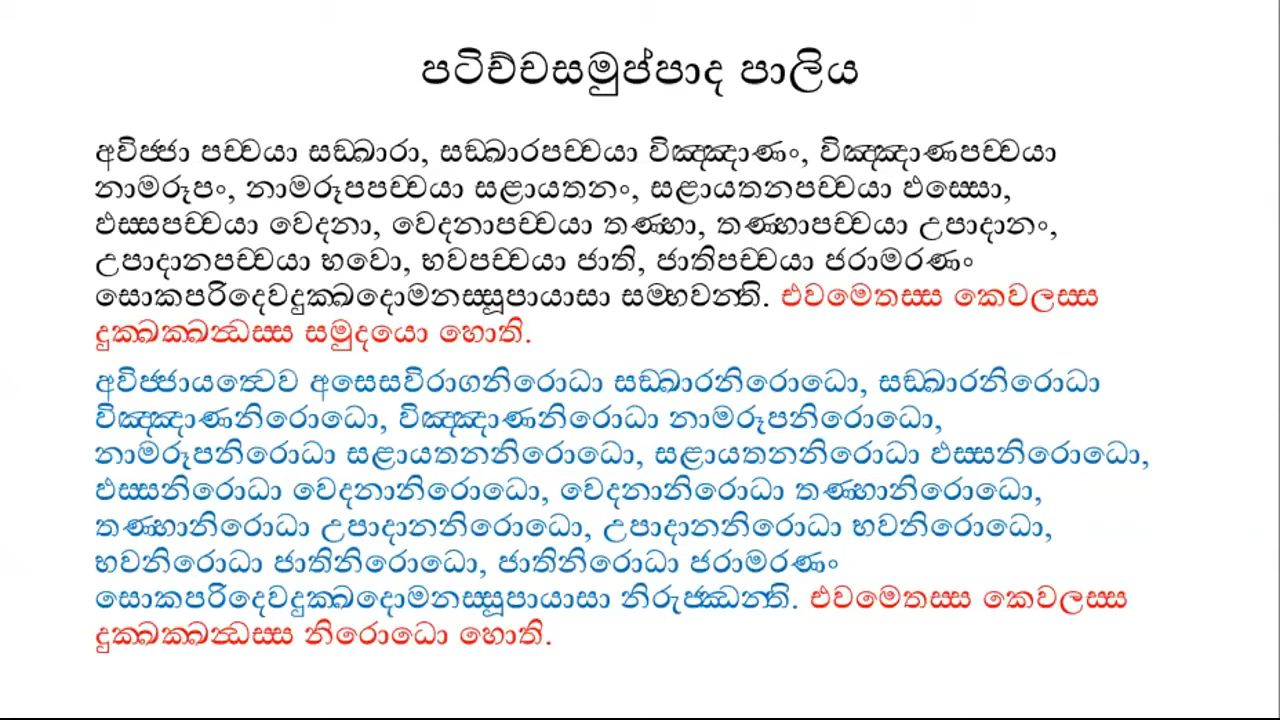 පටිච්චසමුප්පාද පාලිය
අවිජ්ජා පච්චයා සඞ්ඛාරා, සඞ්ඛාරපච්චයා විඤ්ඤාණං, විඤ්ඤාණපච්චයා
නාමරූපං, නාමරූපපච්චයා සළායතනං, සළායතනපච්චයා ඵස්සො,
ඵස්සපච්චයා වෙදනා, වෙදනාපච්චයා තණ්හා, තණ්හාපච්චයා උපාදානං,
උපාදානපච්චයා භවො, භවපච්චයා ජාති, ජාතිපච්චයා ජරාමරණං
සොකපරිදෙවදුක්ඛදොමනස්සූපායාසා සම්භවන්ති. එවමෙතස්ස කෙවලස්ස
දුක්ඛක්ඛන්ධස්ස සමුදයො හොති.
අවිජ්ජායත්වෙව අසෙසවිරාගනිරොධා සඞ්ඛාරනිරොධො, සඞ්ඛාරනිරොධා
විඤ්ඤාණනිරොධො, විඤ්ඤාණනිරොධා නාමරූපනිරොධො,
නාමරූපනිරොධා සළායතනනිරොධො, සළායතනනිරොධා ඵස්සනිරොධො,
ඵස්සනිරොධා වෙදනානිරොධො, වෙදනානිරොධා තණ්හානිරොධො,
තණ්හානිරොධා උපාදානනිරොධො, උපාදානනිරොධා භවනිරොධො,
භවනිරොධා ජාතිනිරොධො, ජාතිනිරොධා ජරාමරණං
සොකපරිදෙවදුක්ඛදොමනස්සූපායාසා නිරුජ්ඣන්ති. එවමෙතස්ස කෙවලස්ස
දුක්ඛක්ඛන්ධස්ස නිරොධො හොති.